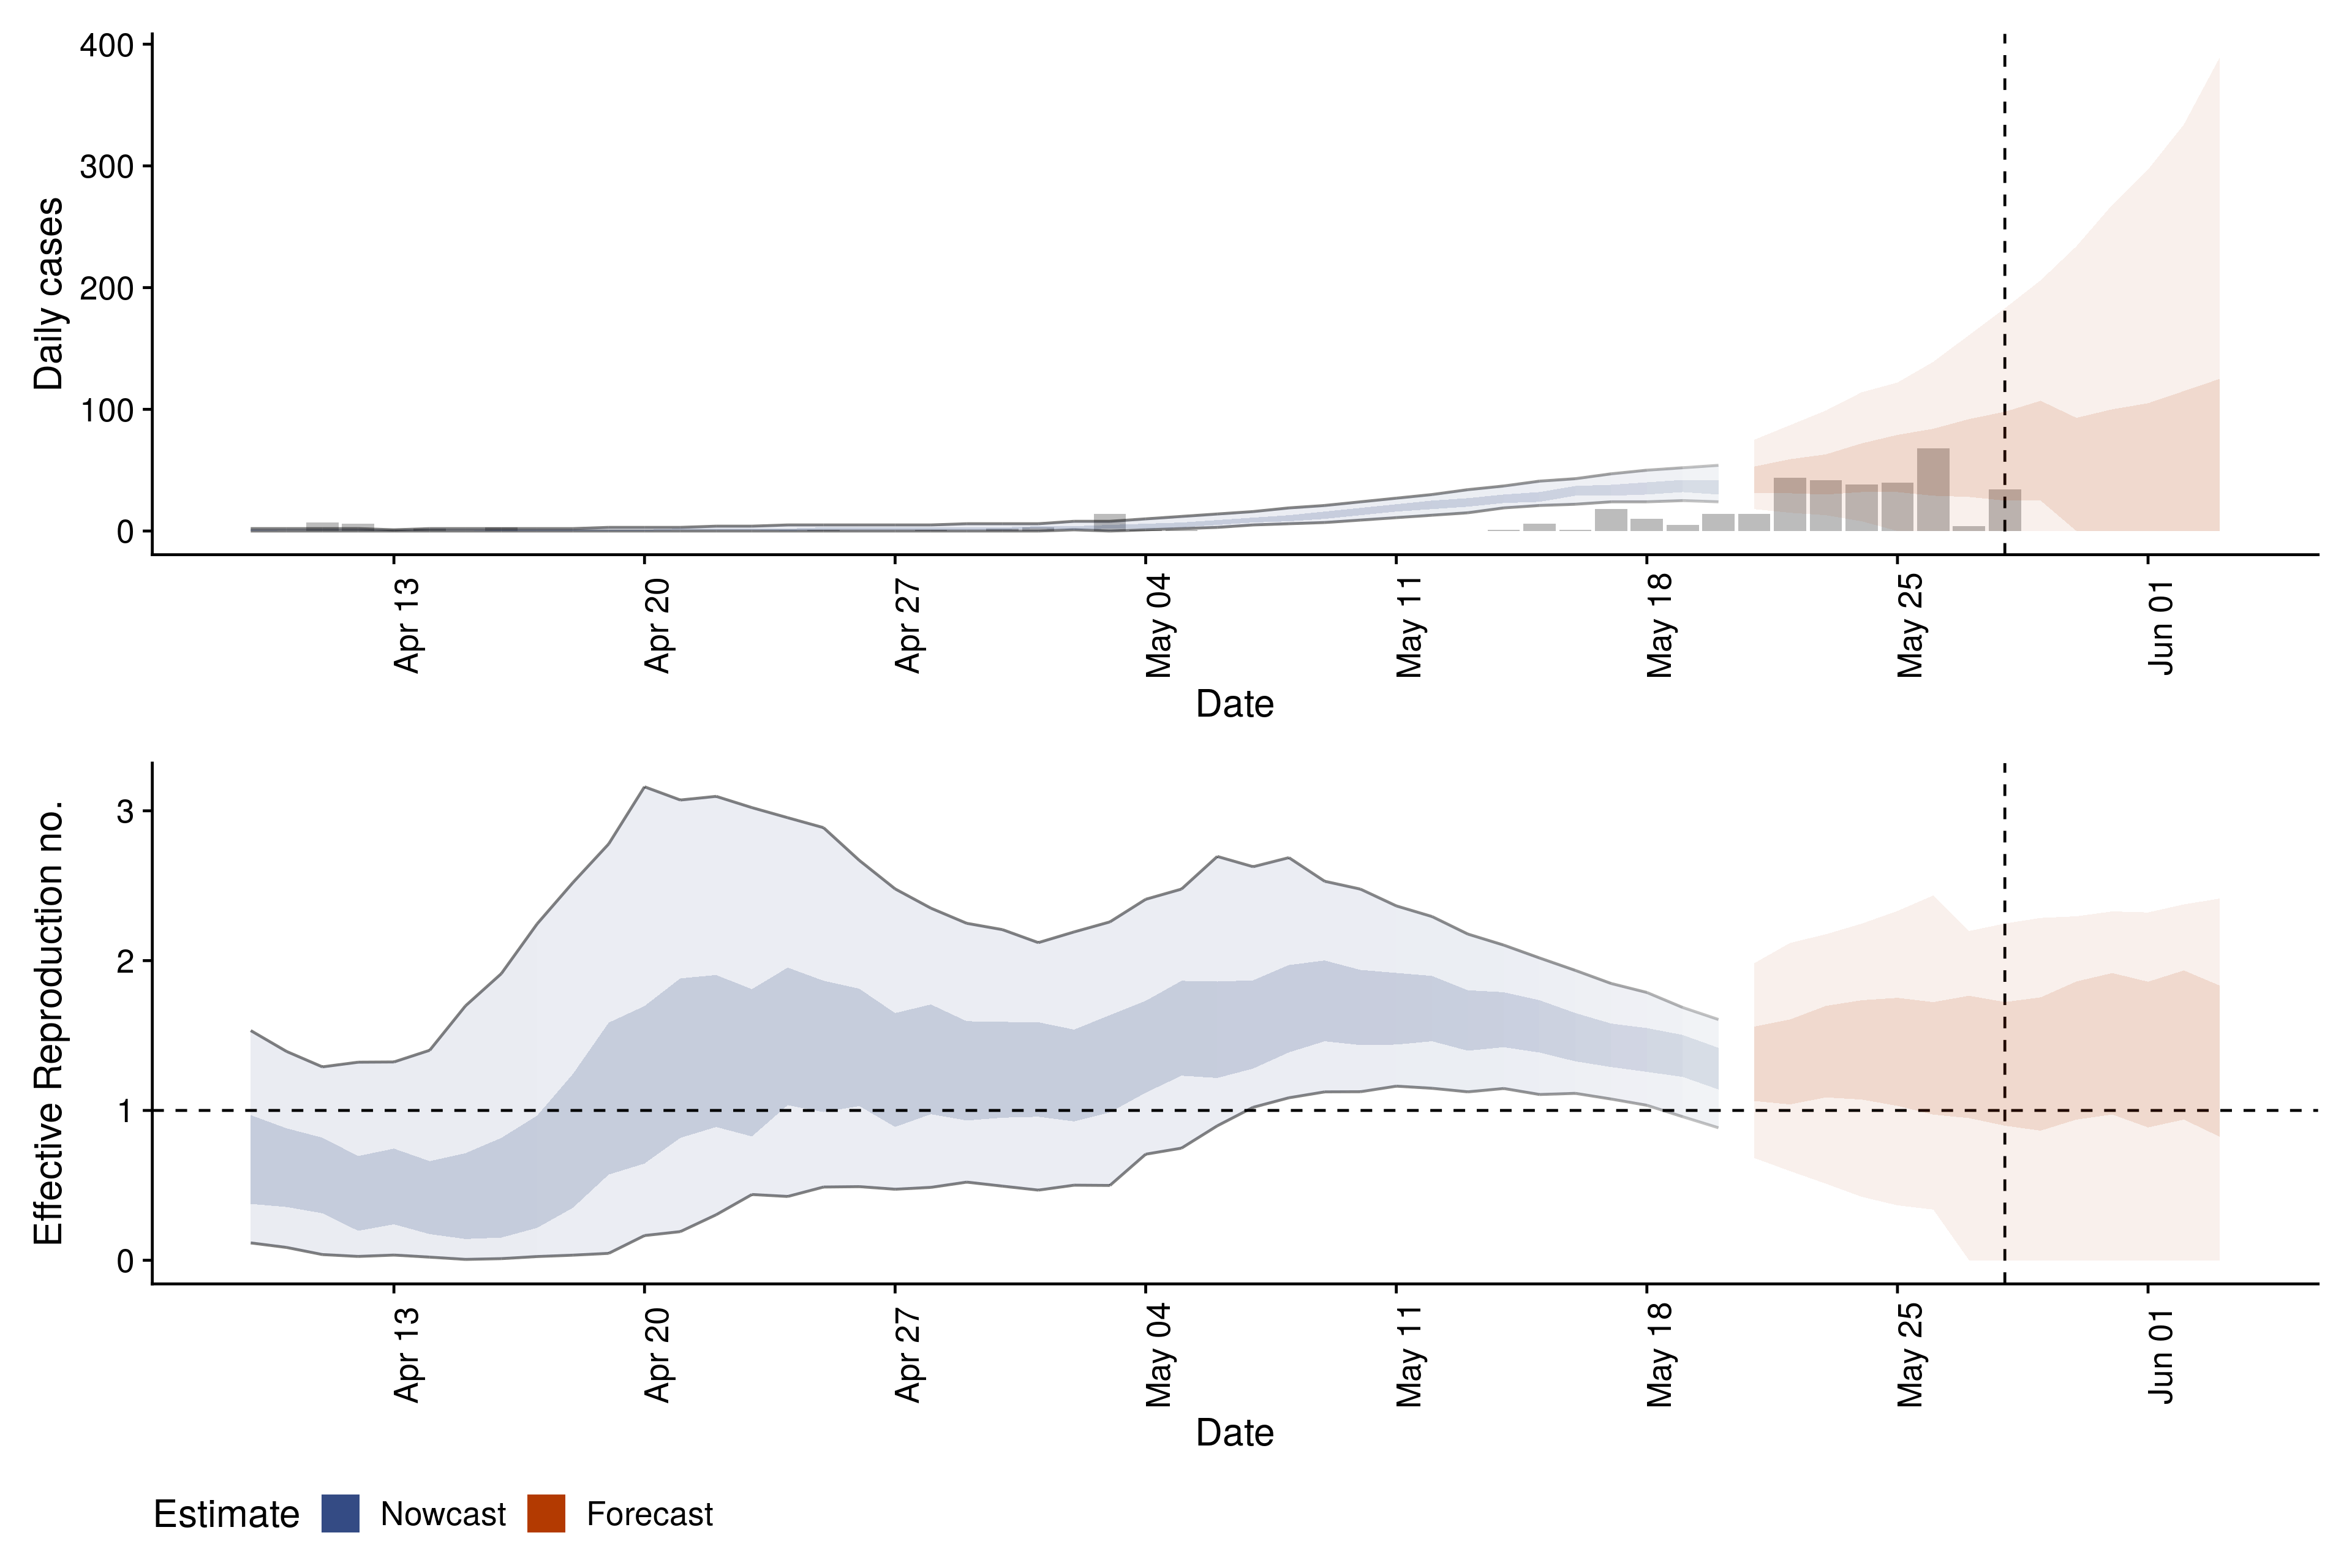 Daily cases
400
300
200
100
0
Apr 13
Apr 20
Apr 27
May 04
May 11
May 18
May 25
Jun 01
Date
Effective Reproduction no.
3
2
1
0
Apr 13
Apr 20
Apr 27
May 04
May 11
May 18
May 25
Jun 01
Date
Estimate Nowcast Forecast